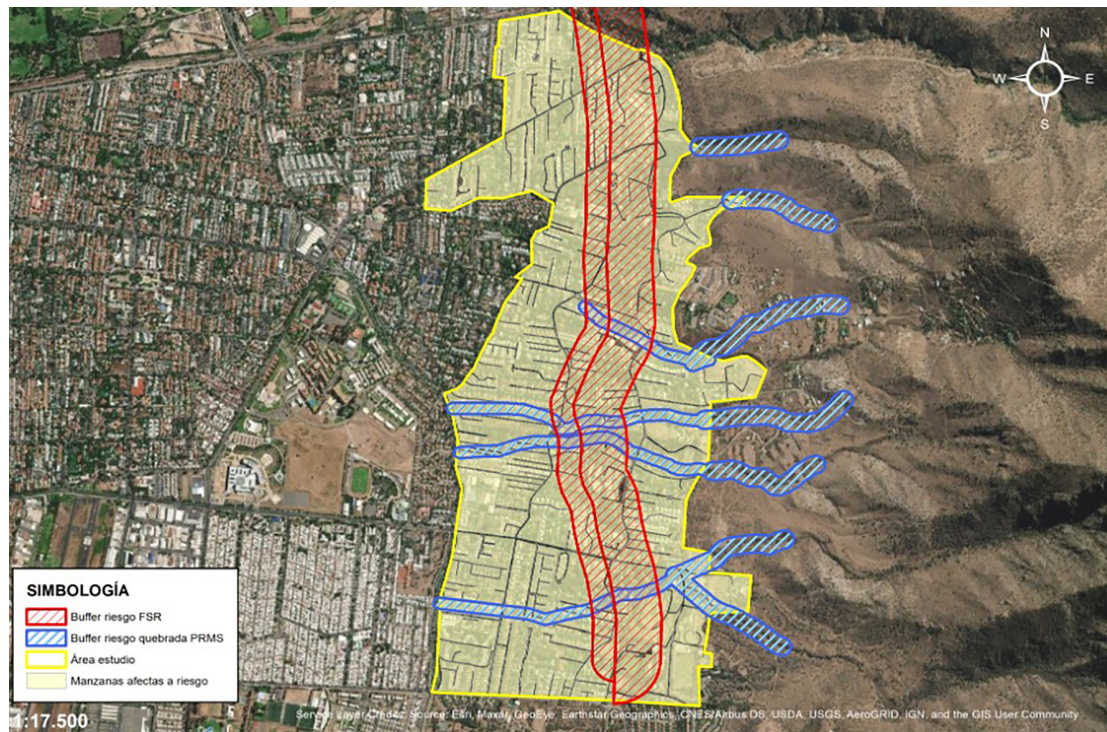 N
W
E
S
SIMBOLOGÍA
Buffer riesgo FSR
Buffer riesgo quebrada PRMS
Área estudio
Manzanas afectas a riesgo
1:17.500
Service Layer Credits: Source: Esri, Maxar, GeoEye, Earthstar Geographics, CNES/Airbus DS, USDA, USGS, AeroGRID, IGN, and the GIS User Community